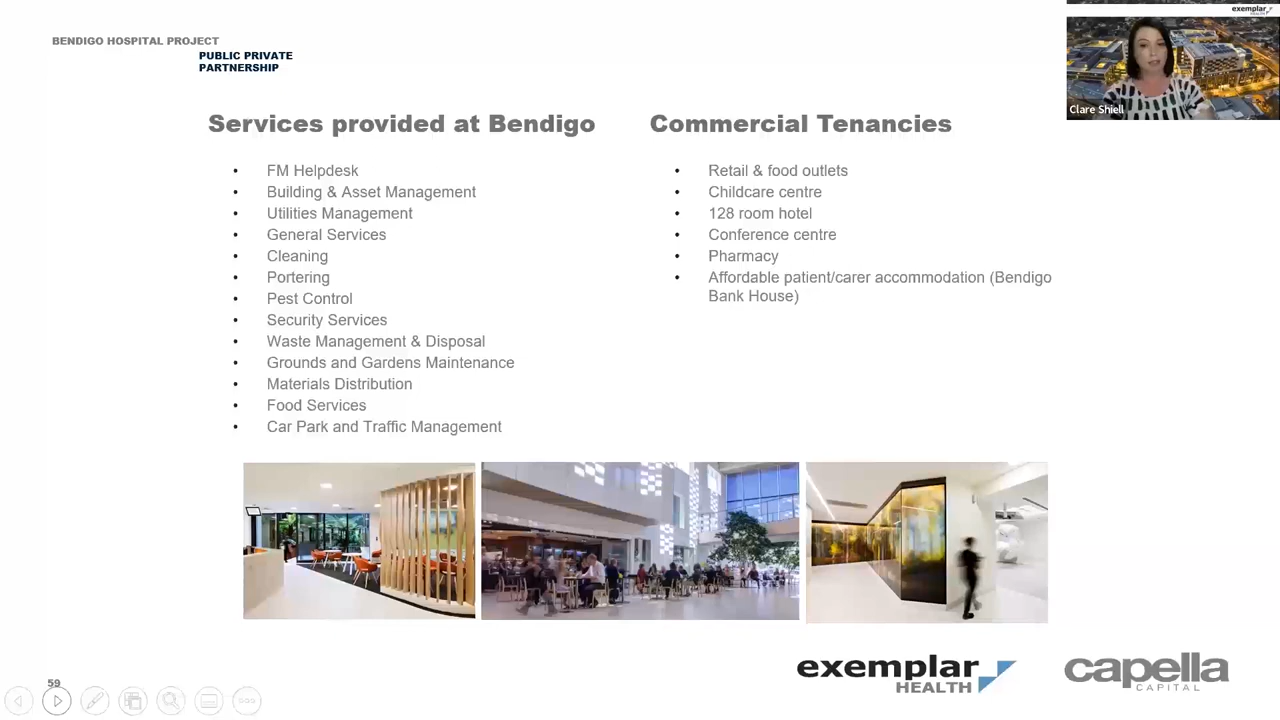 BENDIGO HOSPITAL PROJECT
PUBLIC PRIVATE
PARTNERSHIP
exemplar
HEALTH
Clare Shiell
Services provided at Bendigo
• FM Helpdesk
• Building & Asset Management
• Utilities Management
• General Services
• Cleaning
• Portering
• Pest Control
• Security Services
• Waste Management & Disposal
• Grounds and Gardens Maintenance
• Materials Distribution
• Food Services
• Car Park and Traffic Management
Commercial Tenancies
• Retail & food outlets
• Childcare centre
• 128 room hotel
• Conference centre
• Pharmacy
• Affordable patient/carer accommodation (Bendigo
Bank House)
exemplar
HEALTH
capella
CAPITAL
59